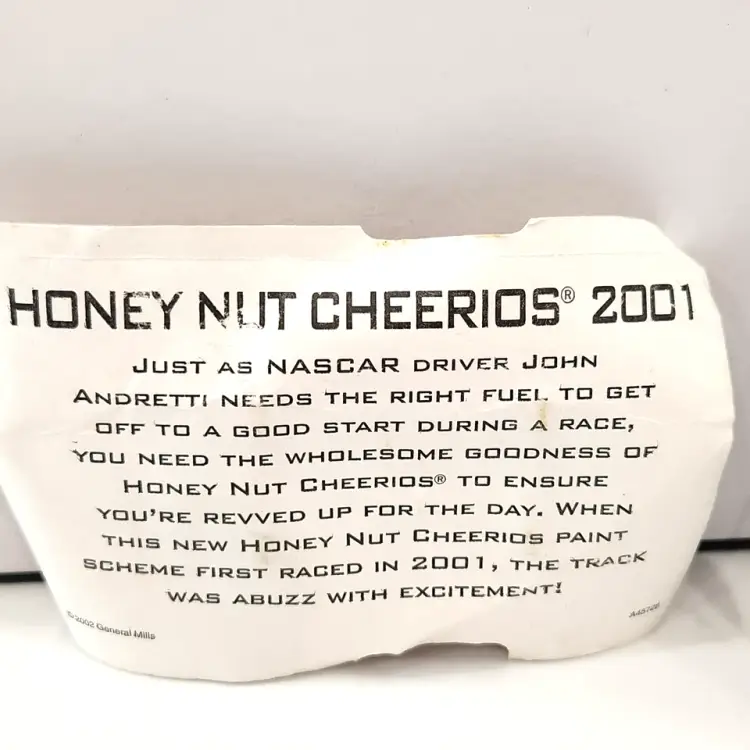 HONEY NUT CHEERIOS® 2001
JUST AS NASCAR DRIVER JOHN
ANDRETTI NEEDS THE RIGHT FUEL TO GET
OFF TO A GOOD START DURING A RACE,
YOU NEED THE WHOLESOME GOODNESS OF
HONEY NUT CHEERIOS® TO ENSURE
YOU'RE REVVED UP FOR THE DAY. WHEN
THIS NEW HONEY NUT CHEERIOS PAINT
SCHEME FIRST RACED IN 2001, THE TRACK
WAS ABUZZ WITH EXCITEMENT!
© 2002 General Mills